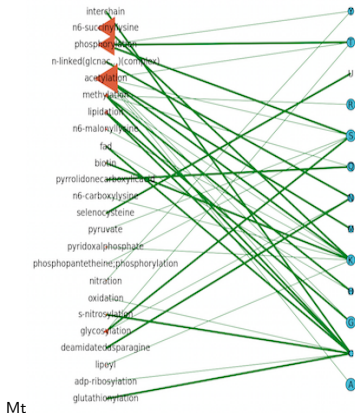 interchain
n6-succinyllysine
phosphorylation
n-linked(glcnac...)(complex)
acetylation
methylation
lipidation
n6-malonyllysine
fad
biotin
pyrrolidonecarboxylicacid
n6-carboxylysine
selenocysteine
pyruvate
pyridoxalphosphate
phosphopantetheine;phosphorylation
nitration
oxidation
s-nitrosylation
glycosylation
deamidatedasparagine
lipoyl
adp-ribosylation
glutathionylation
Y
T
U
R
S
Q
N
M
K
H
G
A
Mt